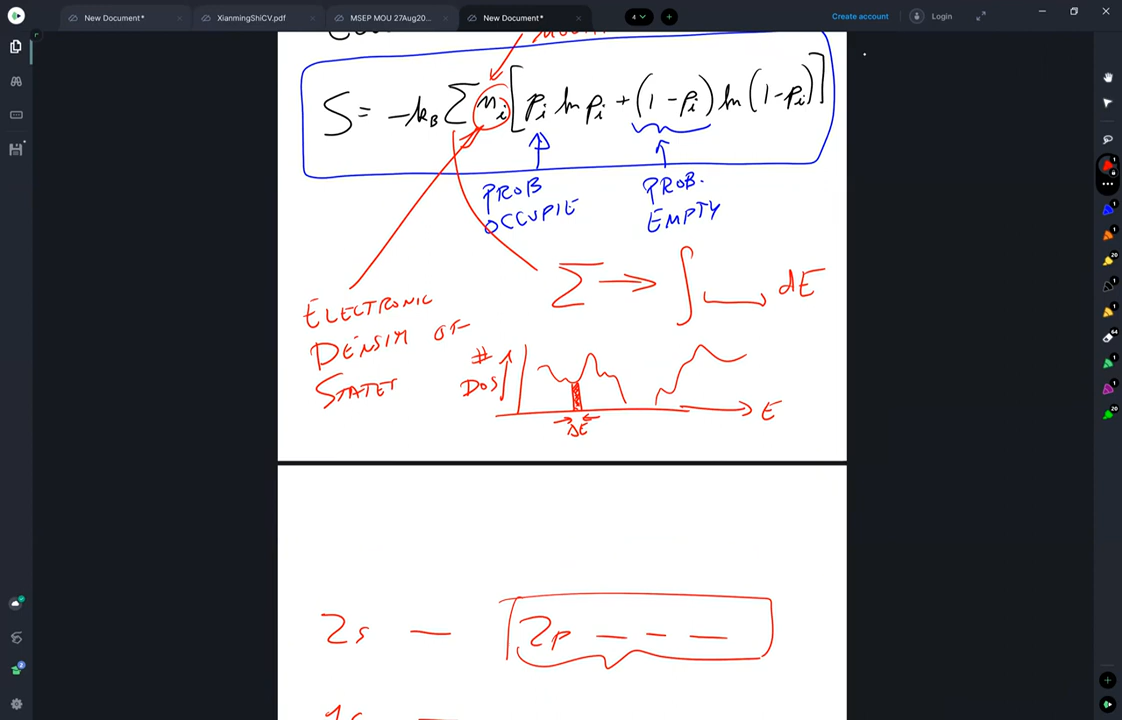 New Document*
XianmingShiCV.pdf
MSEP MOU 27Aug20...
New Document*
4
Create account
Login
S = -k_B Σ n_i [p_i ln p_i + (1 - p_i) ln (1 - p_i)]
PROB
OCCUPIE
PROB.
EMPTY
Σ ⇒ ∫ dE
ELECTRONIC
DENSITY OF
STATES
#
DOS
E
ΔE
2s — 2p — — —